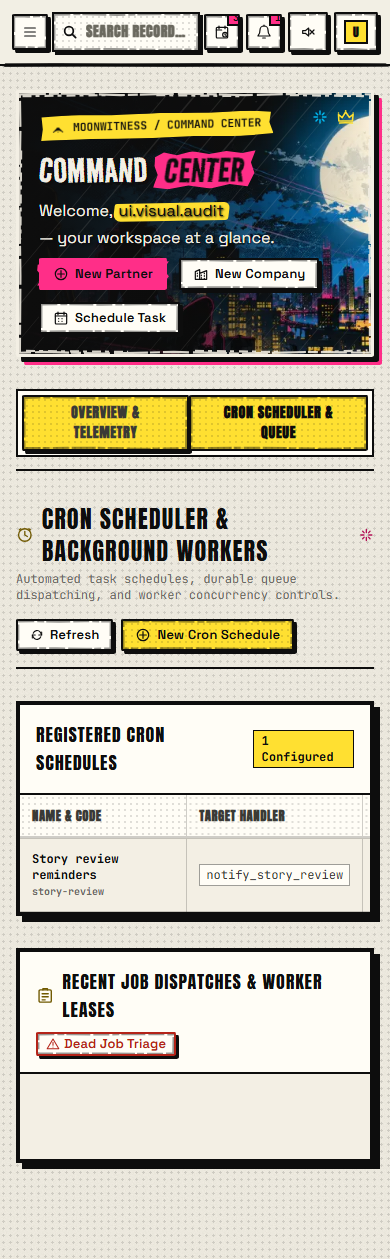 SEARCH RECORD...
U
MOONWITNESS / COMMAND CENTER
COMMAND CENTER
Welcome, ui.visual.audit
— your workspace at a glance.
New Partner
New Company
Schedule Task
OVERVIEW &
TELEMETRY
CRON SCHEDULER &
QUEUE
CRON SCHEDULER &
BACKGROUND WORKERS
Automated task schedules, durable queue
dispatching, and worker concurrency controls.
Refresh
New Cron Schedule
REGISTERED CRON
SCHEDULES
1
Configured
NAME & CODE
TARGET HANDLER
Story review
reminders
story-review
notify_story_review
RECENT JOB DISPATCHES & WORKER
LEASES
Dead Job Triage